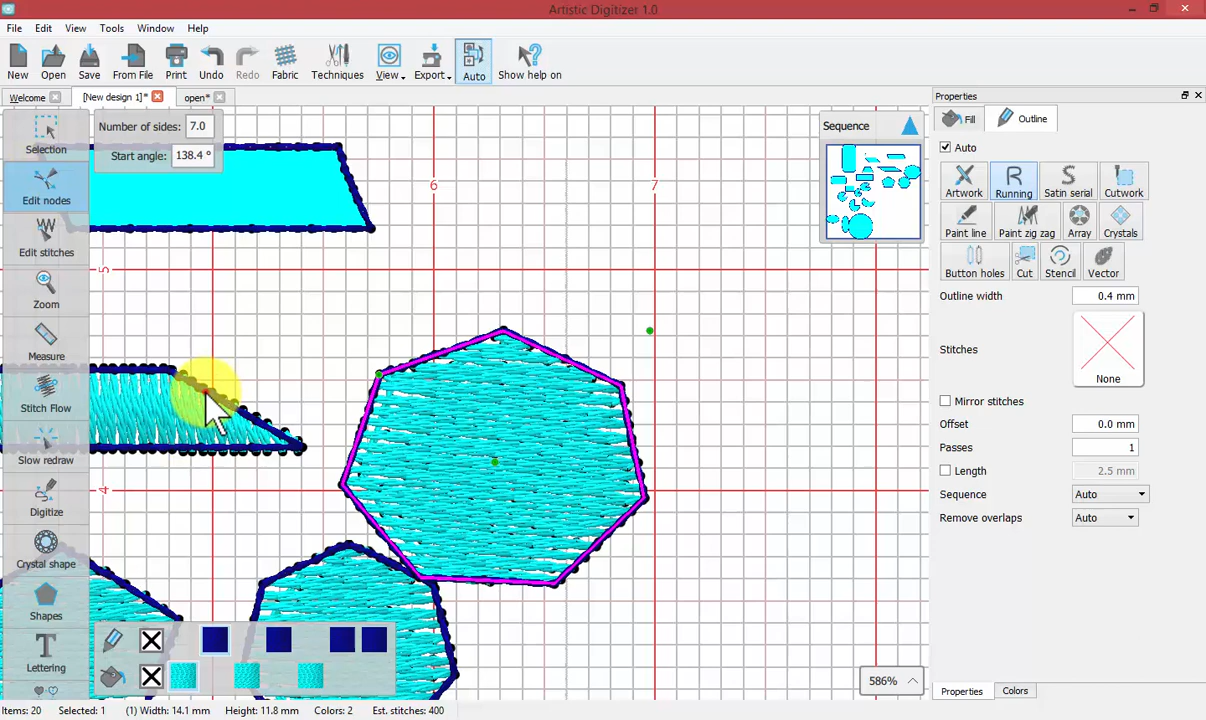 Artistic Digitizer 1.0
File Edit View Tools Window Help
New Open Save From File Print Undo Redo Fabric Techniques View Export Auto Show help on
Welcome [New design 1]* open*
Selection
Edit nodes
Edit stitches
Zoom
Measure
Stitch Flow
Slow redraw
Digitize
Crystal shape
Shapes
Lettering
Number of sides: 7.0
Start angle: 138.4 °
6
7
5
4
Sequence
586%
Properties
Fill Outline
Auto
Artwork Running Satin serial Cutwork
Paint line Paint zig zag Array Crystals
Button holes Cut Stencil Vector
Outline width 0.4 mm
Stitches
None
Mirror stitches
Offset 0.0 mm
Passes 1
Length 2.5 mm
Sequence Auto
Remove overlaps Auto
Properties Colors
Items: 20 Selected: 1 (1) Width: 14.1 mm Height: 11.8 mm Colors: 2 Est. stitches: 400